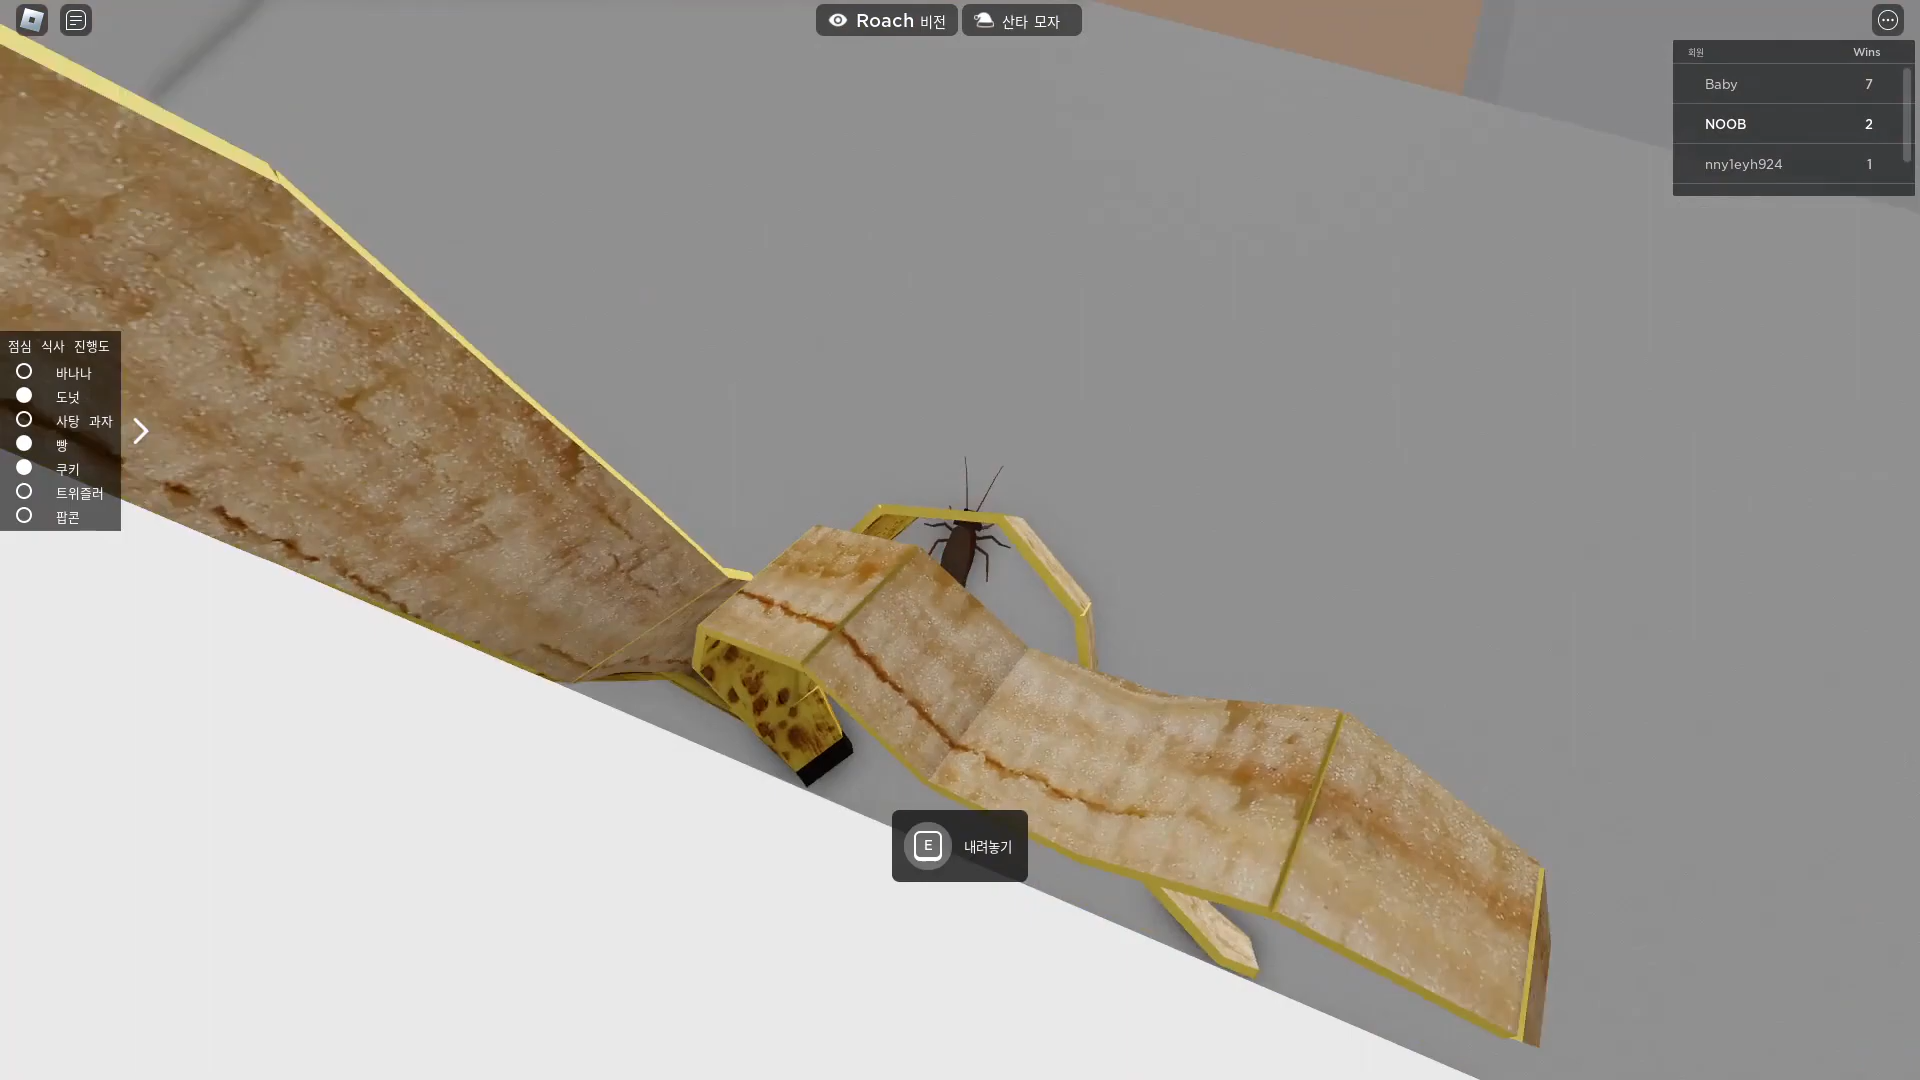 Roach 비전
산타 모자
회원 Wins
Baby 7
NOOB 2
nny1eyh924 1
점심 식사 진행도
바나나
도넛
사탕 과자
빵
쿠키
트위즐러
팝콘
E 내려놓기